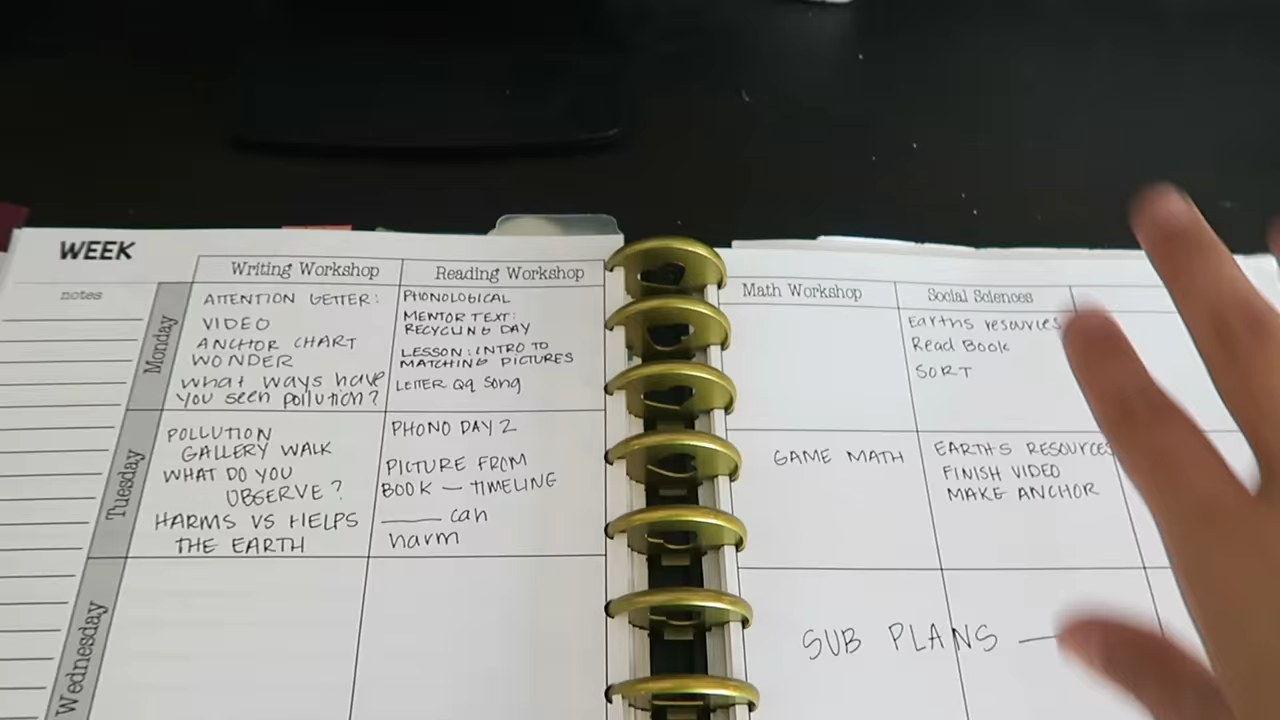 WEEK
notes
Writing Workshop
Reading Workshop
Math Workshop
Social Sciences
Monday
ATTENTION GETTER:
VIDEO
ANCHOR CHART
WONDER
what ways have
you seen pollution?
PHONOLOGICAL
MENTOR TEXT:
RECYCLING DAY
LESSON: INTRO TO
MATCHING PICTURES
LETTER Qq song
Earths resources
Read Book
SORT
Tuesday
POLLUTION
GALLERY WALK
WHAT DO YOU
OBSERVE?
HARMS VS HELPS
THE EARTH
PHONO DAY 2
PICTURE FROM
BOOK — TIMELING
_____ can
harm
GAME MATH
EARTHS RESOURCES
FINISH VIDEO
MAKE ANCHOR
Wednesday
SUB PLANS —